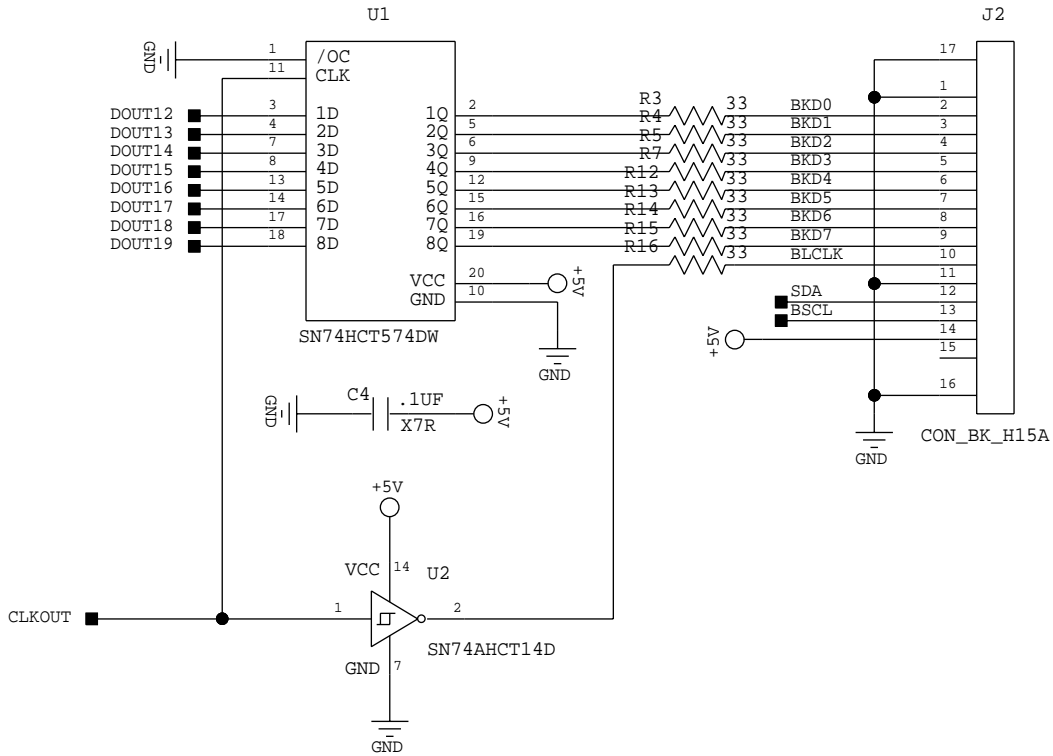 U1
J2
GND
1
/OC
11
CLK
17
1
DOUT12
3
1D
1Q
2
R3
33
BKD0
2
DOUT13
4
2D
2Q
5
R4
33
BKD1
3
DOUT14
7
3D
3Q
6
R5
33
BKD2
4
DOUT15
8
4D
4Q
9
R7
33
BKD3
5
DOUT16
13
5D
5Q
12
R12
33
BKD4
6
DOUT17
14
6D
6Q
15
R13
33
BKD5
7
DOUT18
17
7D
7Q
16
R14
33
BKD6
8
DOUT19
18
8D
8Q
19
R15
33
BKD7
9
R16
33
BLCLK
10
VCC
20
+5V
11
GND
10
SDA
12
BSCL
13
SN74HCT574DW
+5V
14
15
GND
16
GND
C4
.1UF
X7R
+5V
CON_BK_H15A
GND
+5V
VCC
14
U2
CLKOUT
1
2
SN74AHCT14D
GND
7
GND